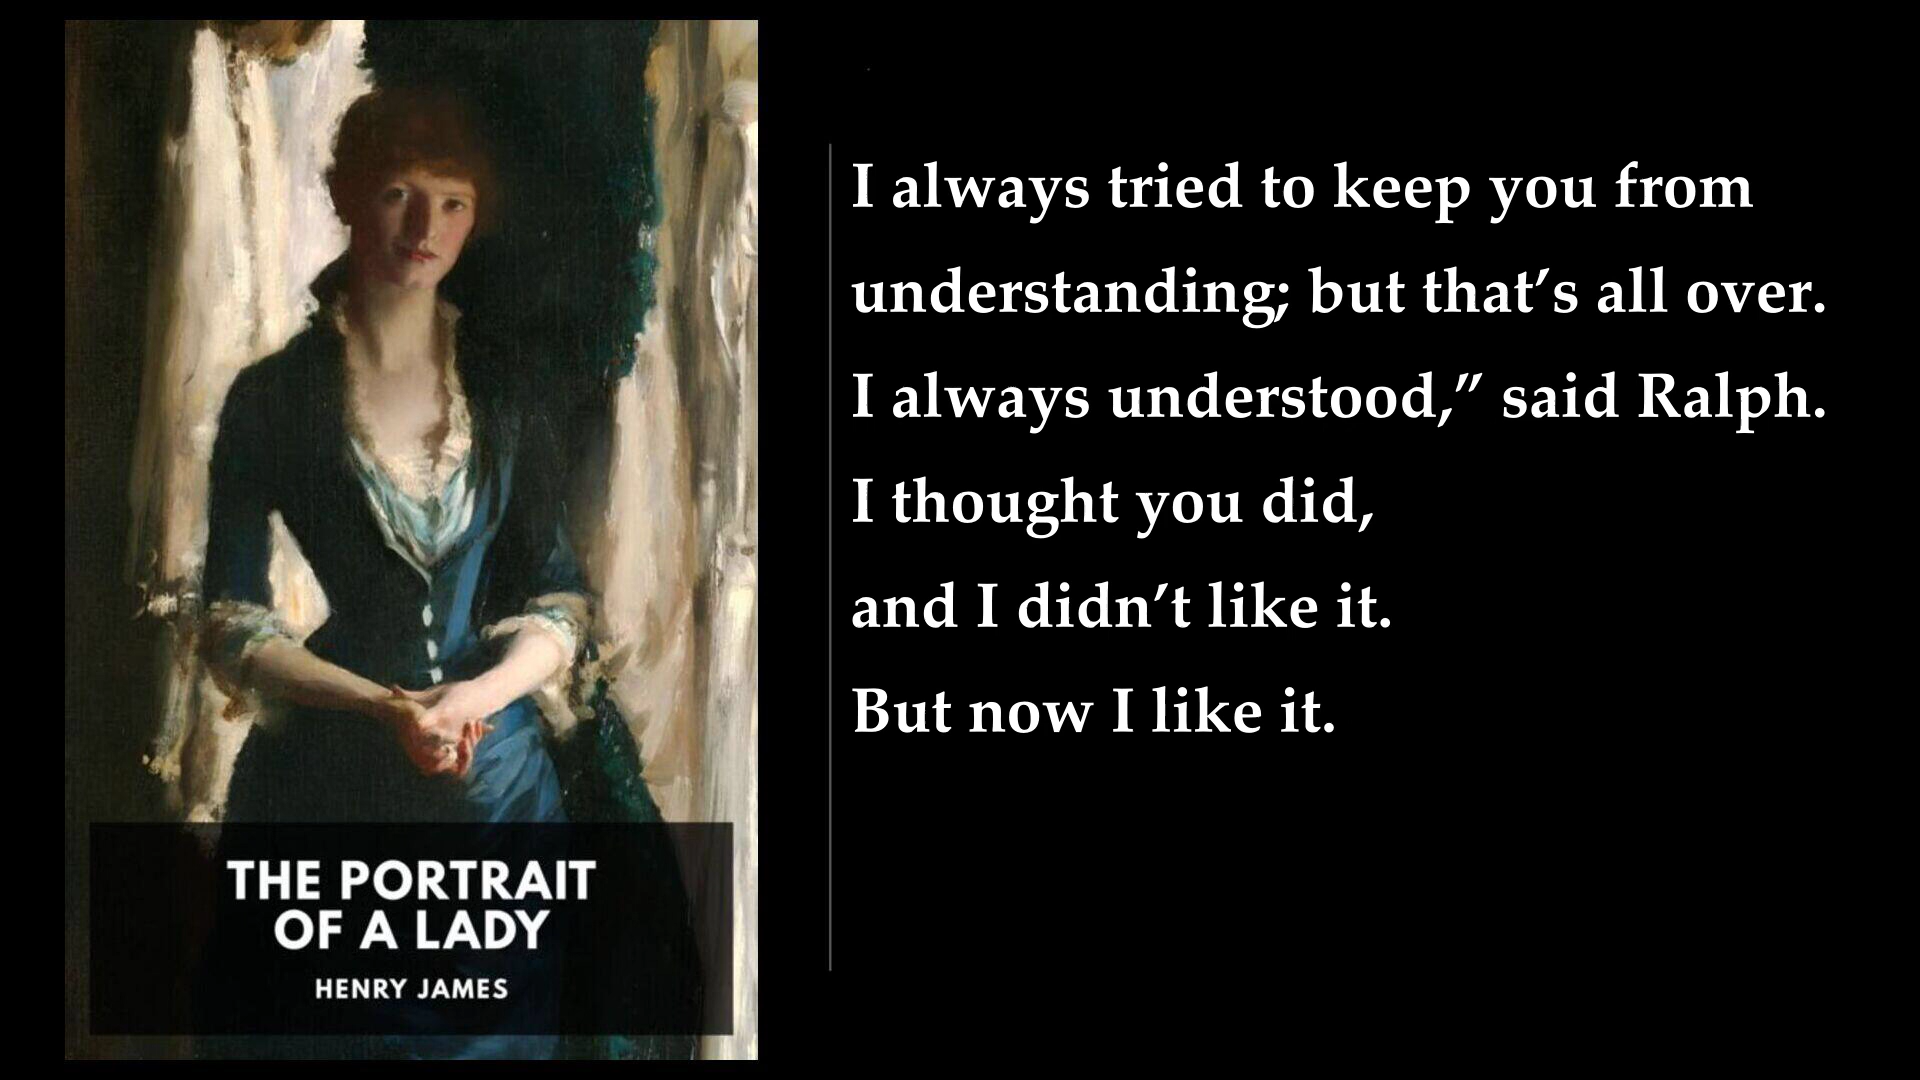 THE PORTRAIT
OF A LADY
HENRY JAMES
I always tried to keep you from
understanding; but that’s all over.
I always understood,” said Ralph.
I thought you did,
and I didn’t like it.
But now I like it.